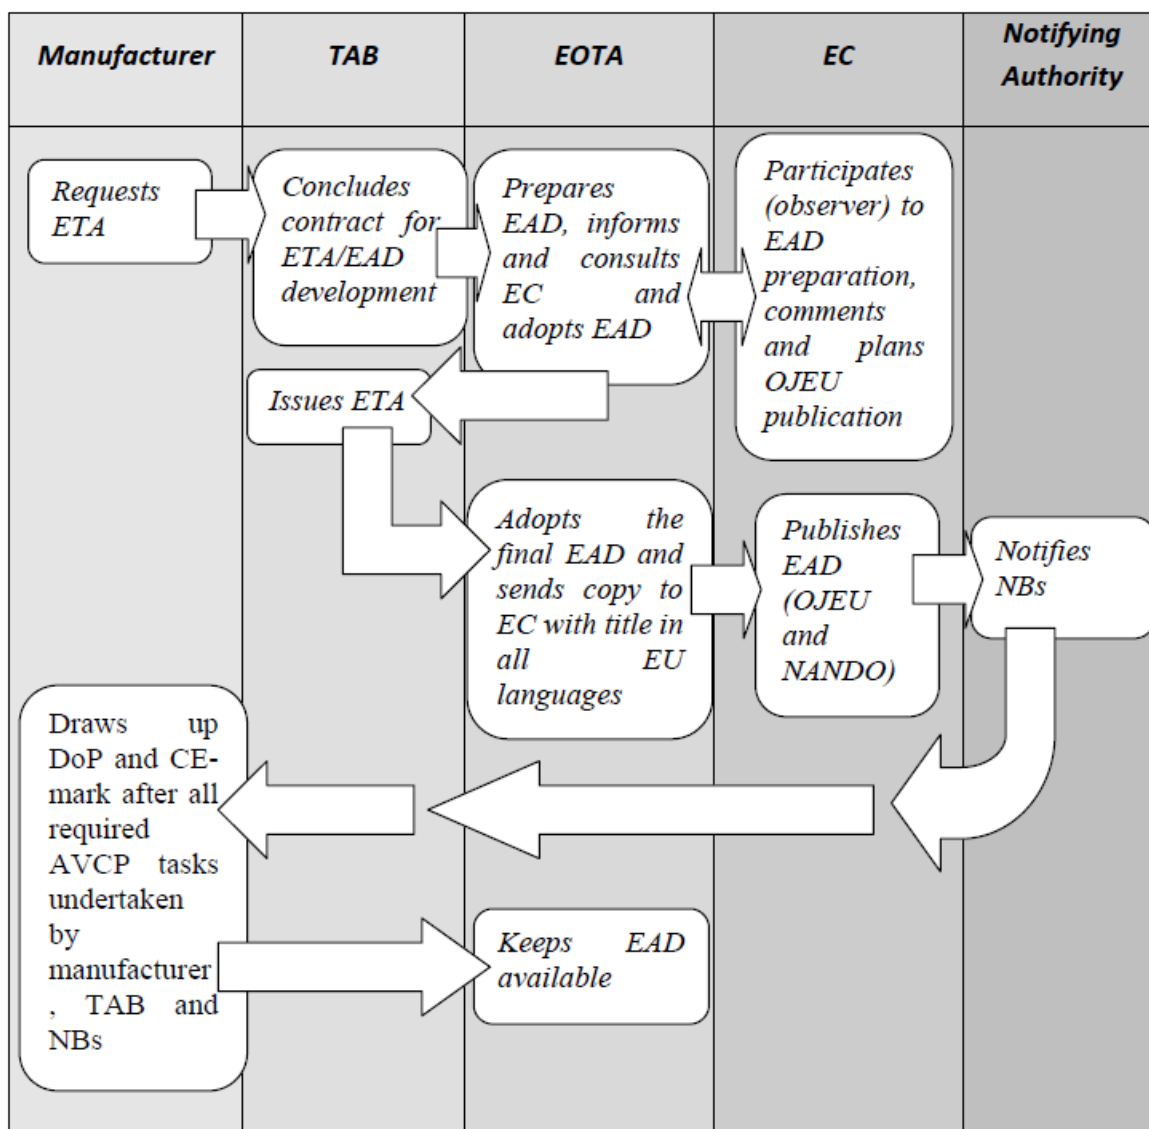 Manufacturer
TAB
EOTA
EC
Notifying
Authority
Requests
ETA
Concludes
contract for
ETA/EAD
development
Prepares
EAD, informs
and consults
EC and
adopts EAD
Participates
(observer) to
EAD
preparation,
comments
and plans
OJEU
publication
Issues ETA
Adopts the
final EAD and
sends copy to
EC with title in
all EU
languages
Publishes
EAD
(OJEU
and
NANDO)
Notifies
NBs
Draws up
DoP and CE-
mark after all
required
AVCP tasks
undertaken
by
manufacturer
, TAB and
NBs
Keeps EAD
available